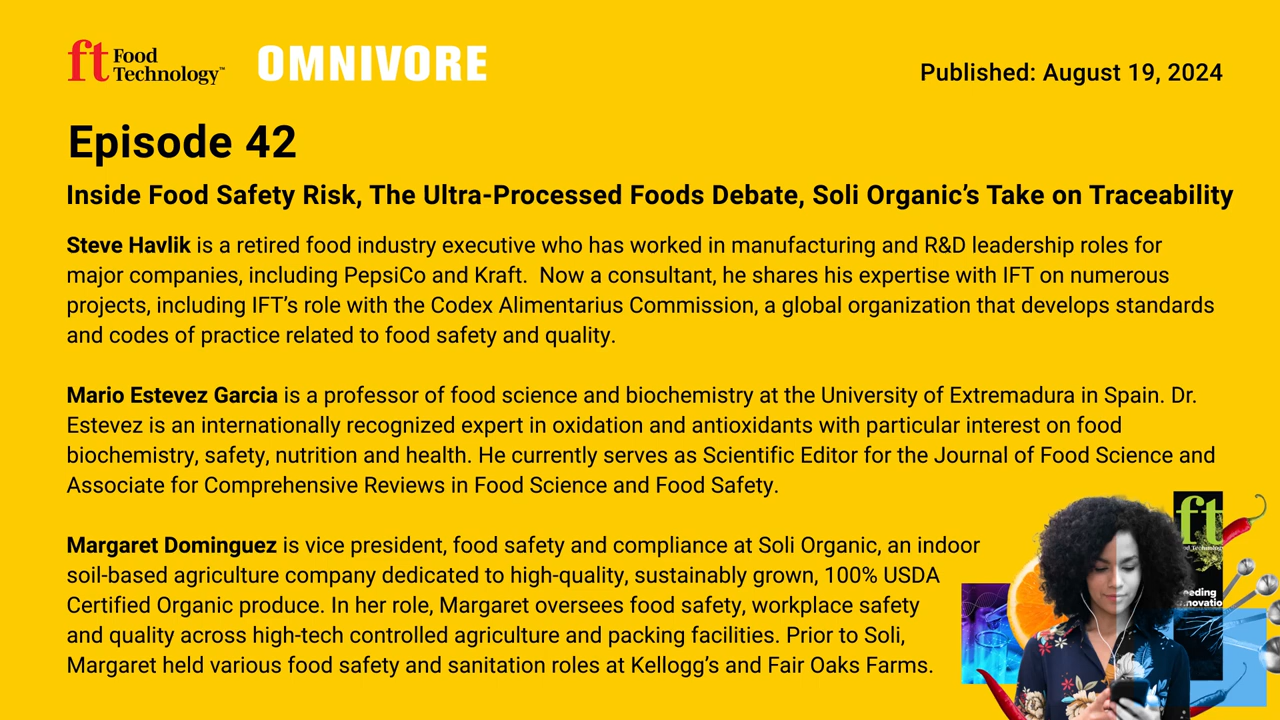 ft Food
Technology™
OMNIVORE
Published: August 19, 2024
Episode 42
Inside Food Safety Risk, The Ultra-Processed Foods Debate, Soli Organic’s Take on Traceability
Steve Havlik is a retired food industry executive who has worked in manufacturing and R&D leadership roles for
major companies, including PepsiCo and Kraft.  Now a consultant, he shares his expertise with IFT on numerous
projects, including IFT’s role with the Codex Alimentarius Commission, a global organization that develops standards
and codes of practice related to food safety and quality.
Mario Estevez Garcia is a professor of food science and biochemistry at the University of Extremadura in Spain. Dr.
Estevez is an internationally recognized expert in oxidation and antioxidants with particular interest on food
biochemistry, safety, nutrition and health. He currently serves as Scientific Editor for the Journal of Food Science and
Associate for Comprehensive Reviews in Food Science and Food Safety.
Margaret Dominguez is vice president, food safety and compliance at Soli Organic, an indoor
soil-based agriculture company dedicated to high-quality, sustainably grown, 100% USDA
Certified Organic produce. In her role, Margaret oversees food safety, workplace safety
and quality across high-tech controlled agriculture and packing facilities. Prior to Soli,
Margaret held various food safety and sanitation roles at Kellogg’s and Fair Oaks Farms.
ft